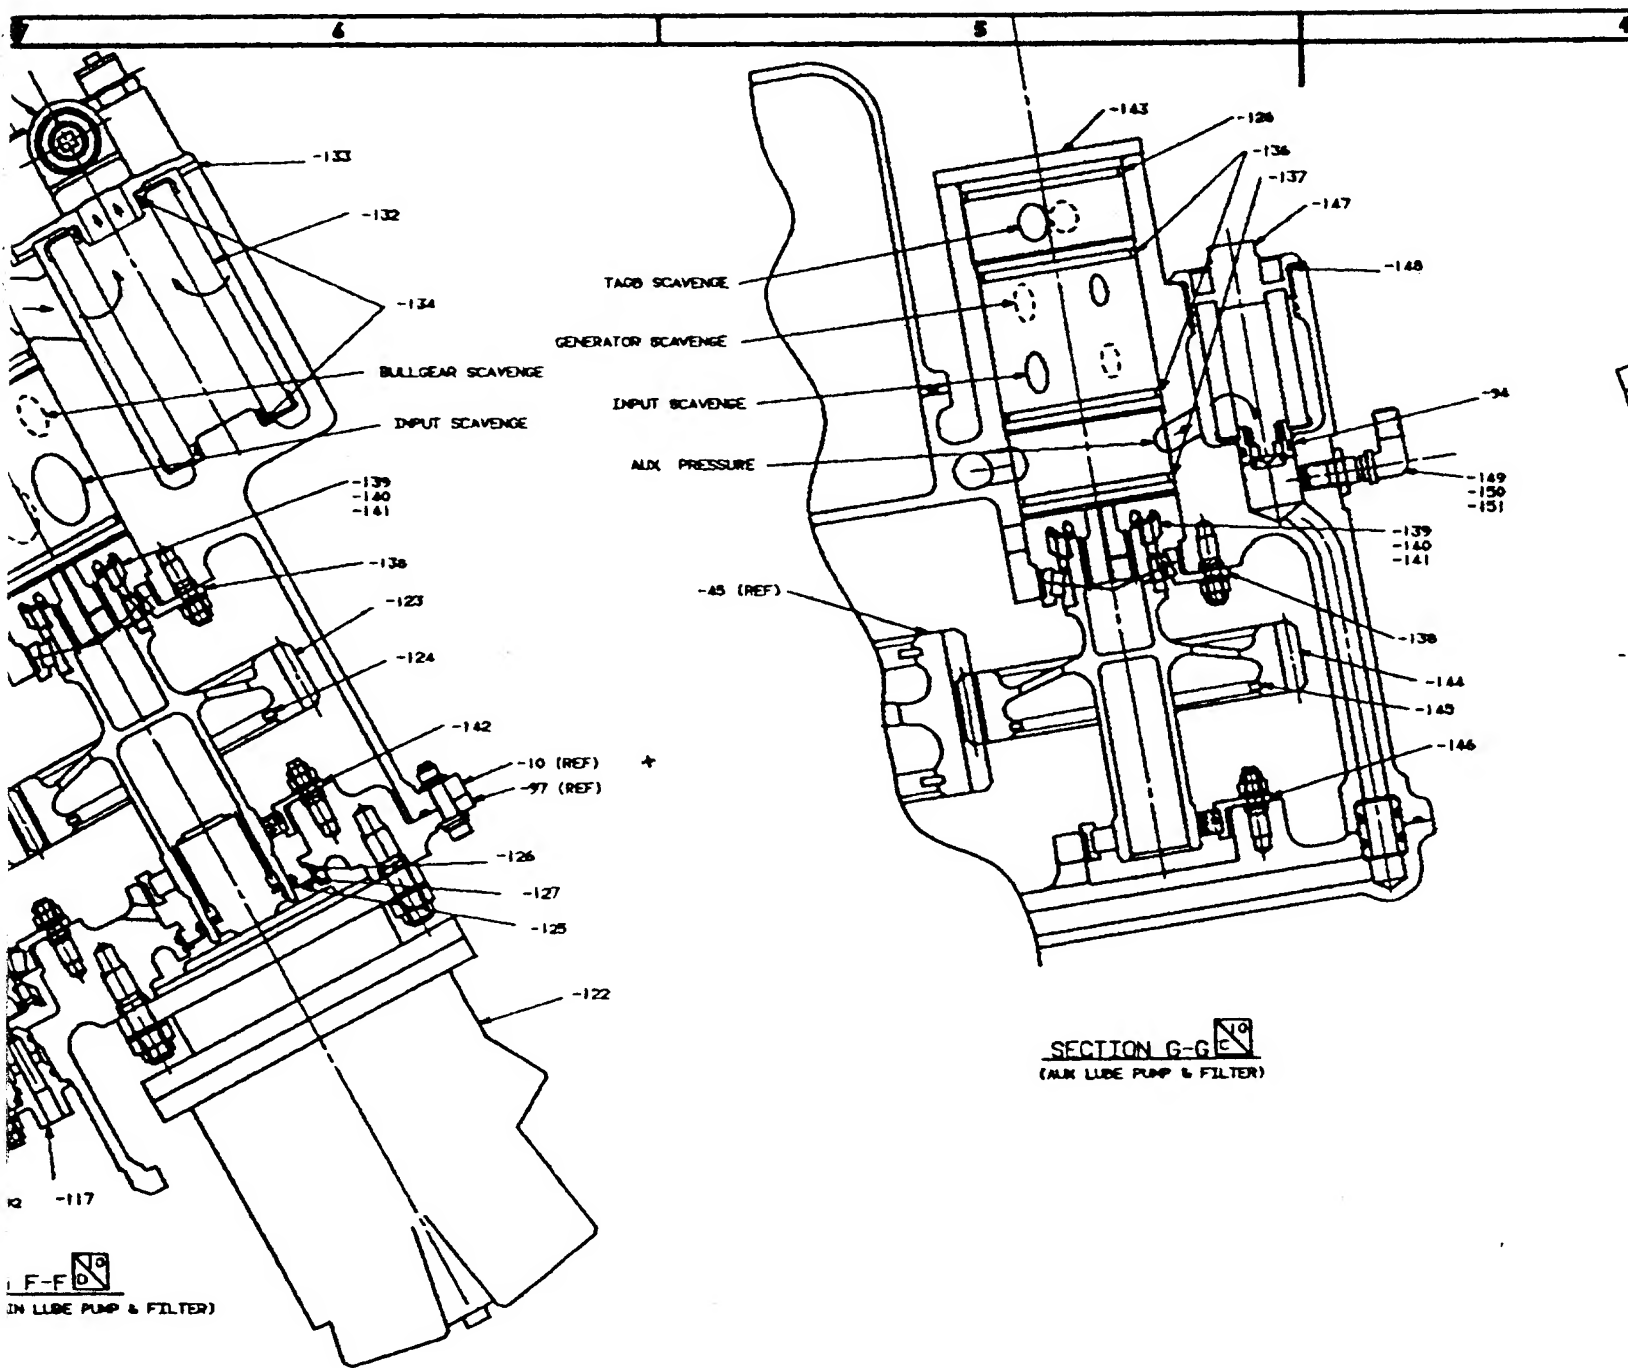 7 6 5 4
-133
-132
-134
BULLGEAR SCAVENGE
INPUT SCAVENGE
-139
-140
-141
-138
-123
-124
-142
-10 (REF)
-97 (REF)
-126
-127
-125
-122
-117
F-F
D
IN LUBE PUMP & FILTER)
-143
-126
-136
-137
-147
-148
TAGB SCAVENGE
GENERATOR SCAVENGE
INPUT SCAVENGE
AUX PRESSURE
-94
-149
-150
-151
-139
-140
-141
-45 (REF)
-138
-144
-145
-146
SECTION G-G
C
(AUX LUBE PUMP & FILTER)